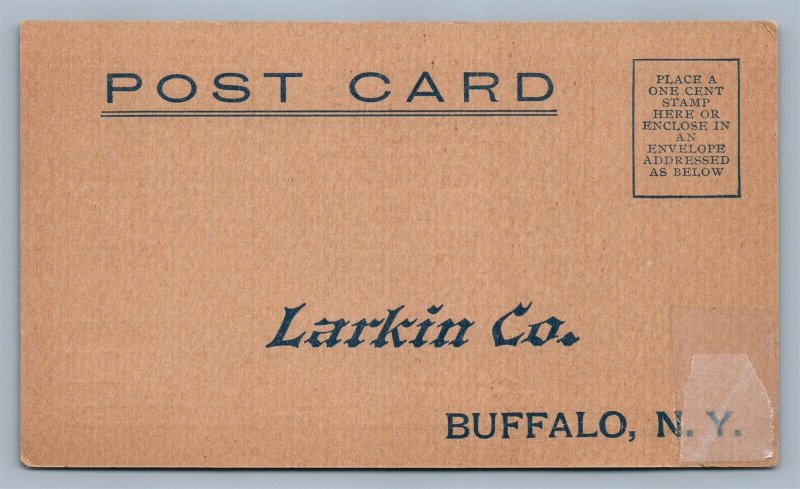 POST CARD
PLACE A
ONE CENT
STAMP
HERE OR
ENCLOSE IN
AN
ENVELOPE
ADDRESSED
AS BELOW
Larkin Co.
BUFFALO, N. Y.